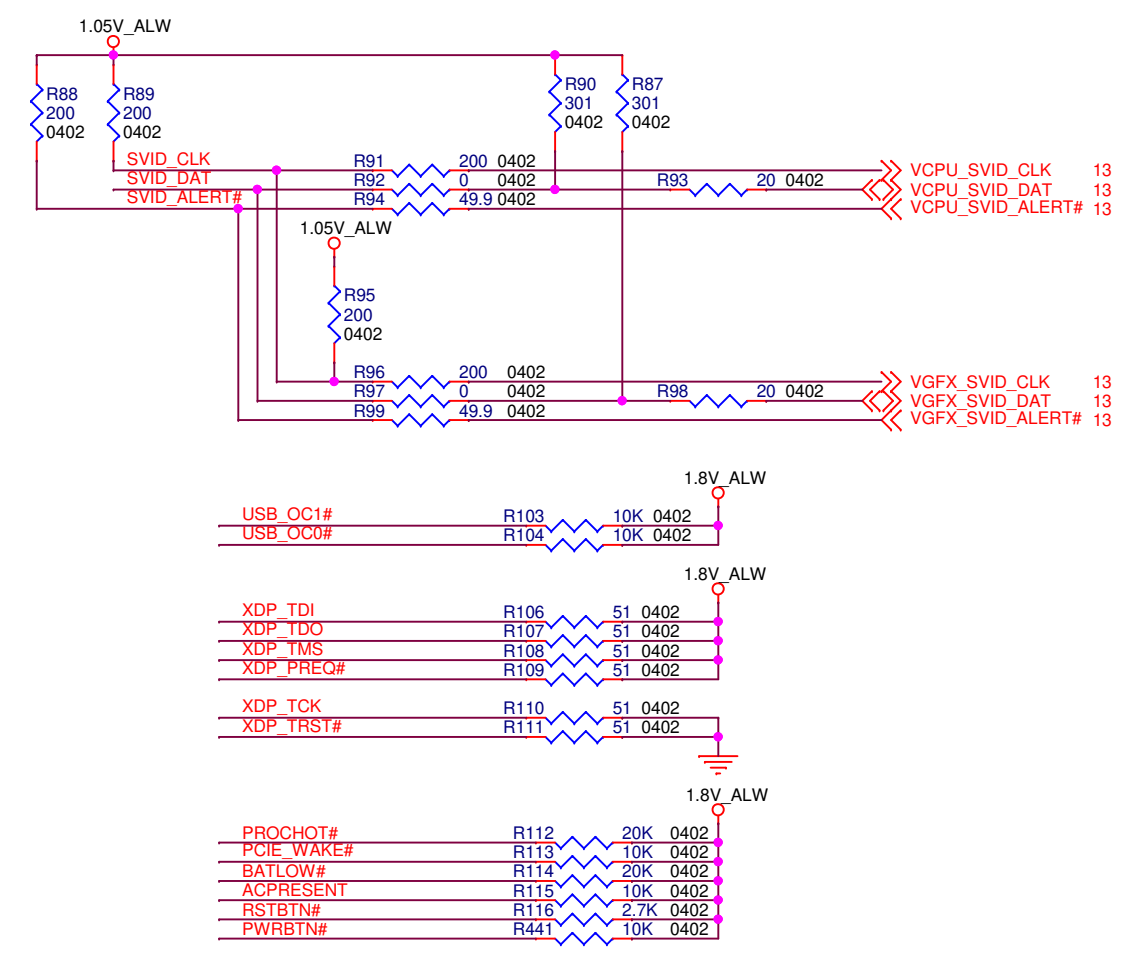 1.05V_ALW
R88
200
0402
R89
200
0402
R90
301
0402
R87
301
0402
SVID_CLK R91 200 0402 VCPU_SVID_CLK 13
SVID_DAT R92 0 0402 R93 20 0402 VCPU_SVID_DAT 13
SVID_ALERT# R94 49.9 0402 VCPU_SVID_ALERT# 13
1.05V_ALW
R95
200
0402
R96 200 0402 VGFX_SVID_CLK 13
R97 0 0402 R98 20 0402 VGFX_SVID_DAT 13
R99 49.9 0402 VGFX_SVID_ALERT# 13
1.8V_ALW
USB_OC1# R103 10K 0402
USB_OC0# R104 10K 0402
1.8V_ALW
XDP_TDI R106 51 0402
XDP_TDO R107 51 0402
XDP_TMS R108 51 0402
XDP_PREQ# R109 51 0402
XDP_TCK R110 51 0402
XDP_TRST# R111 51 0402
1.8V_ALW
PROCHOT# R112 20K 0402
PCIE_WAKE# R113 10K 0402
BATLOW# R114 20K 0402
ACPRESENT R115 10K 0402
RSTBTN# R116 2.7K 0402
PWRBTN# R441 10K 0402